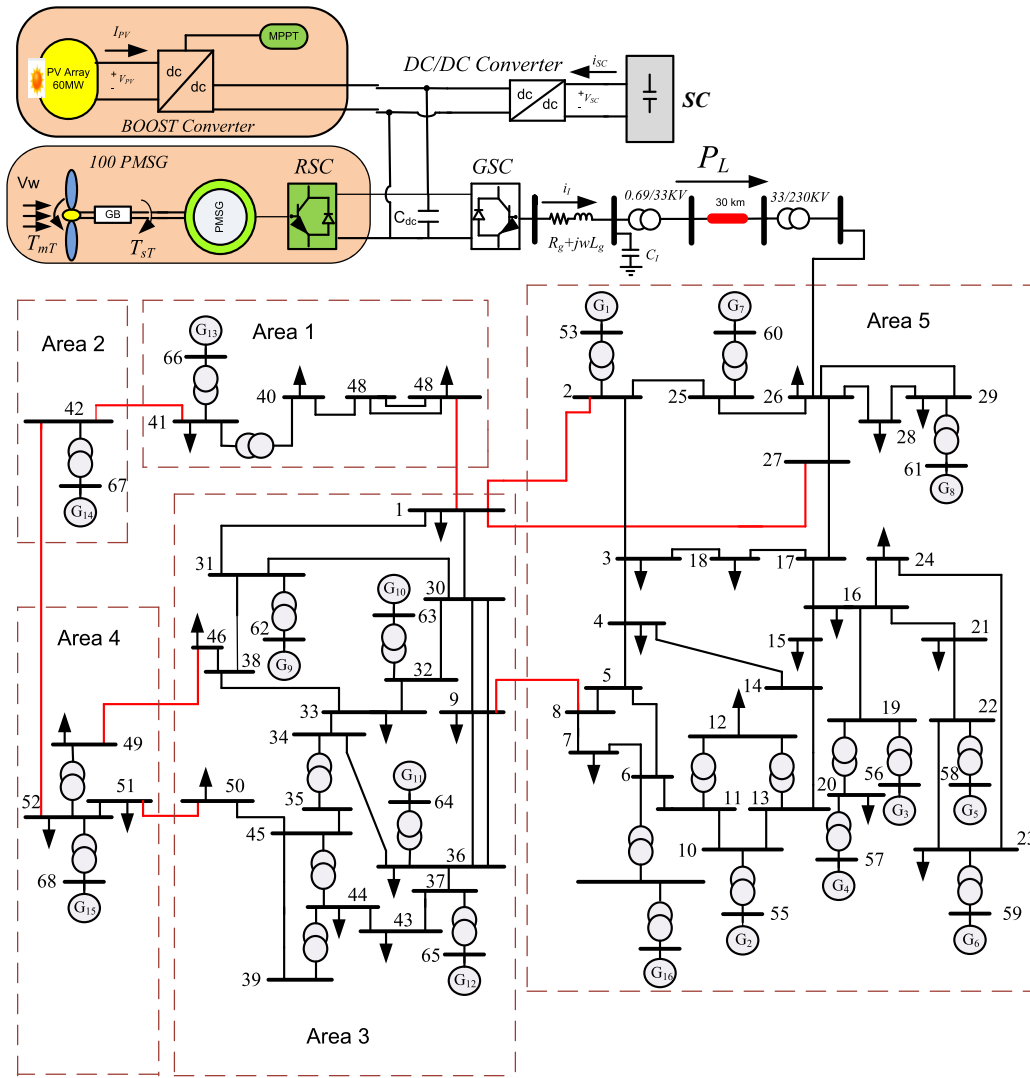 I_PV
MPPT
PV Array
60MW
+ V_PV -
dc
dc
BOOST Converter
DC/DC Converter
i_SC
dc
dc
+ V_SC -
SC
100 PMSG
Vw
T_mT
GB
T_sT
PMSG
RSC
C_dc
GSC
i_I
R_g+jwL_g
0.69/33KV
C_I
P_L
30 km
33/230KV
Area 2
42
67
G14
Area 1
G13
66
41
40
48
48
Area 5
G1
53
2
G7
60
25
26
28
29
61
G8
27
3
18
17
24
4
16
15
21
5
14
8
7
6
12
19
22
11
13
20
56
58
G3
G5
10
57
G4
23
55
G2
59
G6
G16
1
31
30
G10
63
62
G9
46
38
32
9
33
34
G11
64
35
50
45
36
37
44
43
65
G12
39
Area 3
Area 4
49
51
52
68
G15